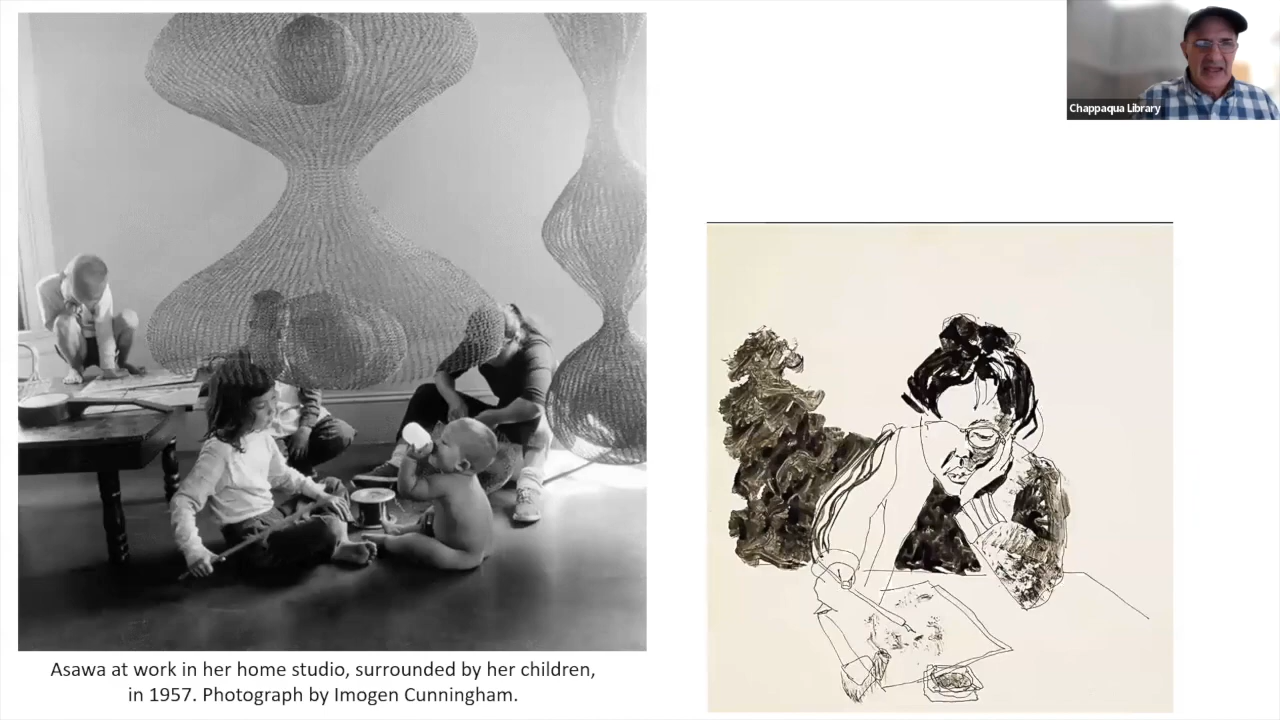 Chappaqua Library
Asawa at work in her home studio, surrounded by her children,
in 1957. Photograph by Imogen Cunningham.